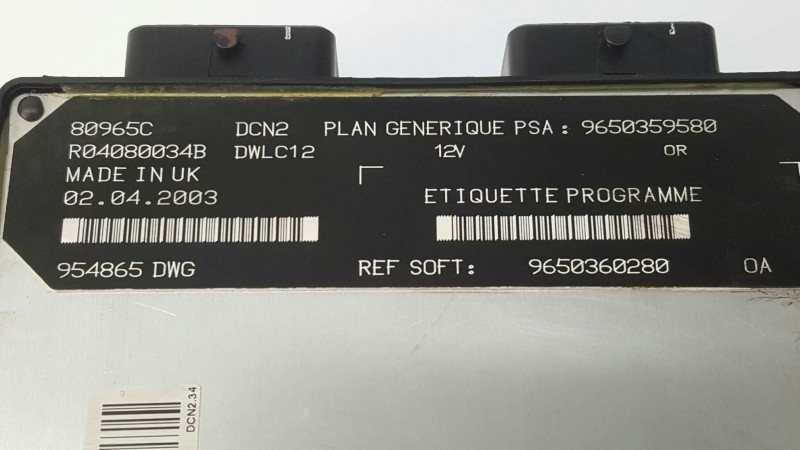 80965C DCN2 PLAN GENERIQUE PSA : 9650359580
R04080034B DWLC12 12V OR
MADE IN UK
02.04.2003 ETIQUETTE PROGRAMME
954865 DWG REF SOFT: 9650360280 0A
DCN2.34